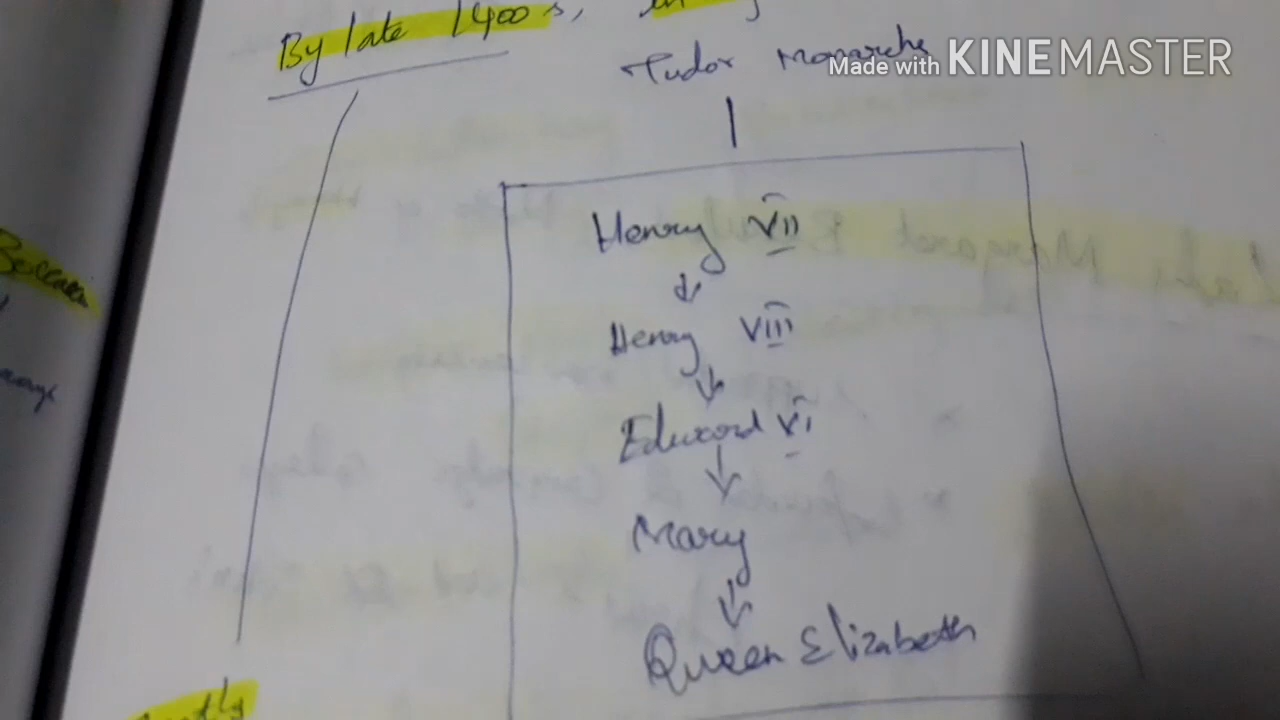 By late 1400s,
Tudor Monarchs
Made with KINEMASTER
Henry VII
Henry VIII
Edward VI
Mary
Queen Elizabeth